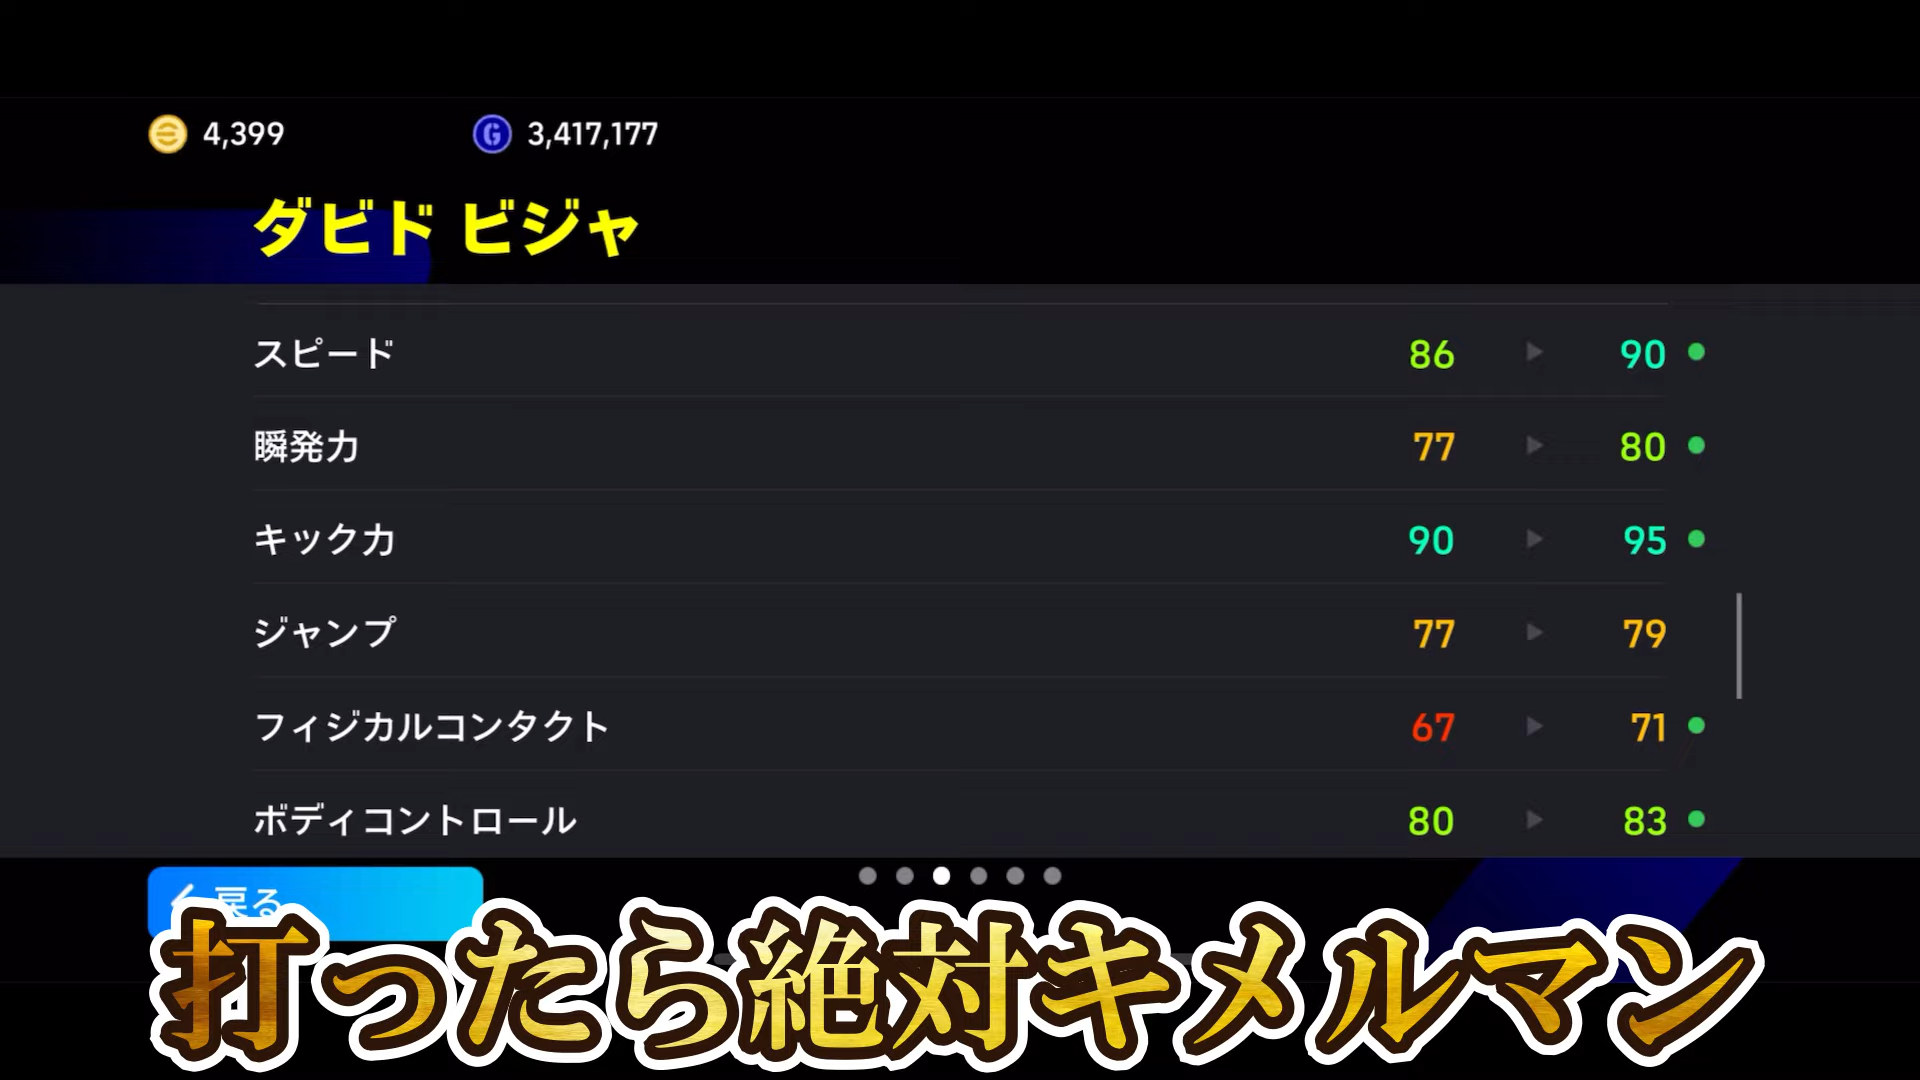 4,399 3,417,177
ダビド ビジャ
スピード 86 ▶ 90
瞬発力 77 ▶ 80
キック力 90 ▶ 95
ジャンプ 77 ▶ 79
フィジカルコンタクト 67 ▶ 71
ボディコントロール 80 ▶ 83
戻る
打ったら絶対キメルマン